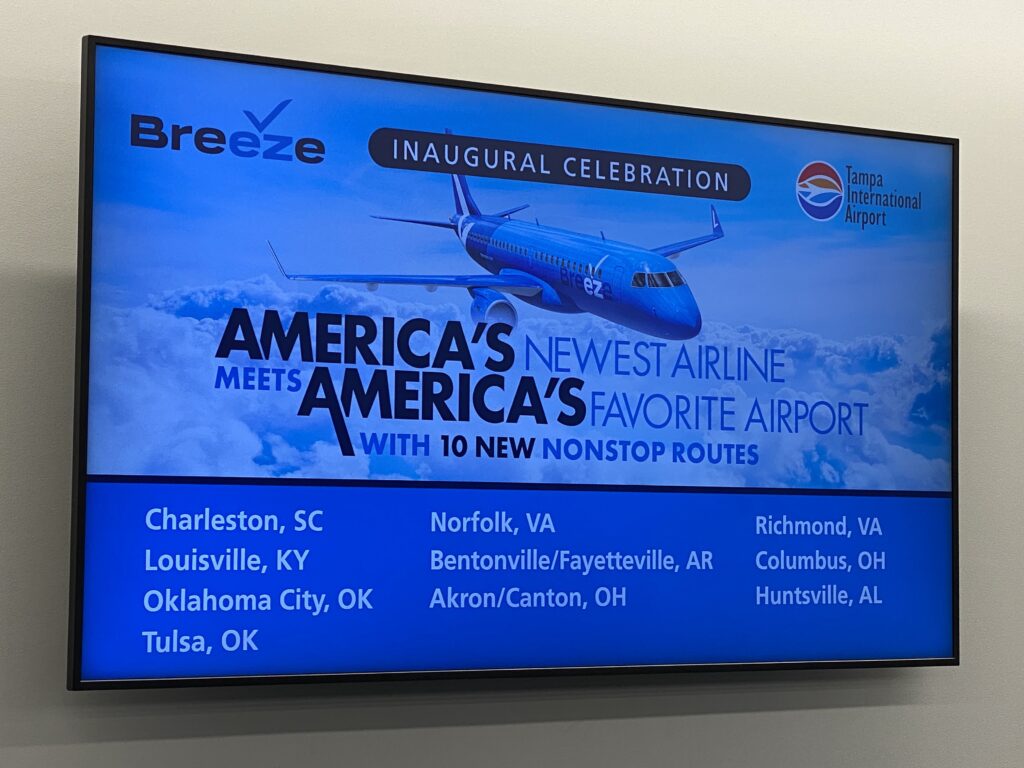 Breeze
INAUGURAL CELEBRATION
Tampa
International
Airport
Breeze
AMERICA'S NEWEST AIRLINE
MEETS AMERICA'S FAVORITE AIRPORT
WITH 10 NEW NONSTOP ROUTES
Charleston, SC
Louisville, KY
Oklahoma City, OK
Tulsa, OK
Norfolk, VA
Bentonville/Fayetteville, AR
Akron/Canton, OH
Richmond, VA
Columbus, OH
Huntsville, AL